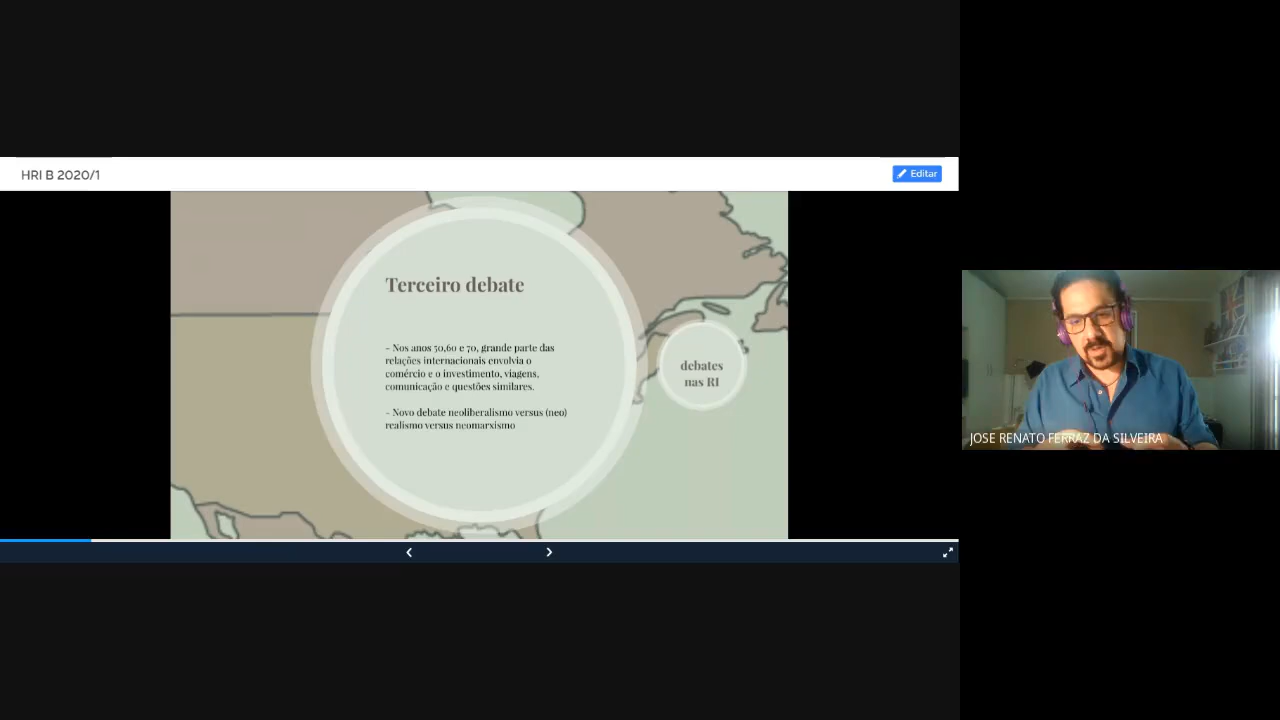 HRI B 2020/1
Editar
Terceiro debate
– Nos anos 50,60 e 70, grande parte das
relações internacionais envolvia o
comércio e o investimento, viagens,
comunicação e questões similares.
– Novo debate neoliberalismo versus (neo)
realismo versus neomarxismo
debates
nas RI
JOSE RENATO FERRAZ DA SILVEIRA